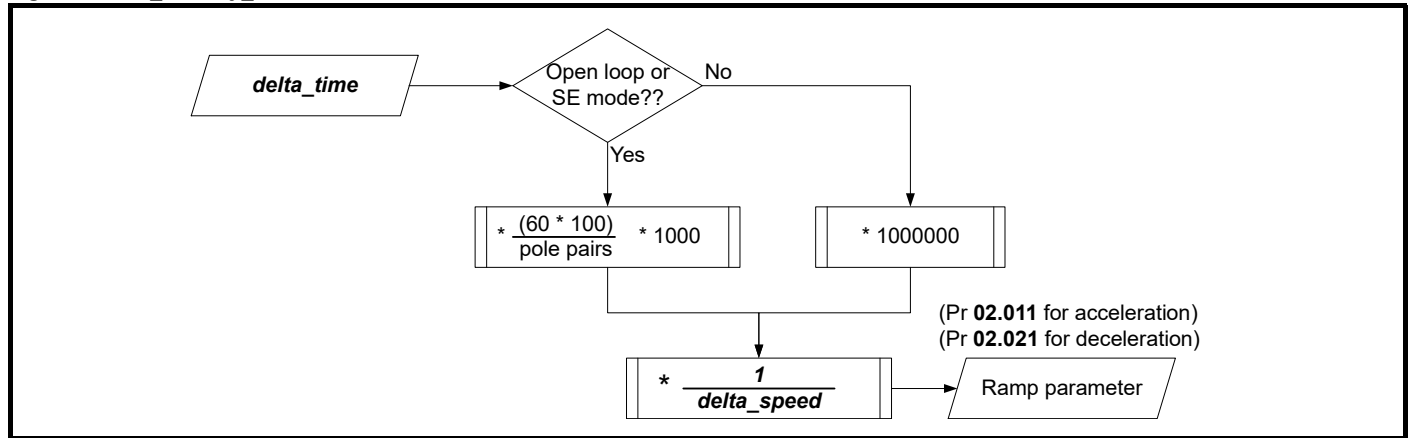 delta_time
Open loop or
SE mode??
No
Yes
* (60 * 100)
pole pairs
* 1000
* 1000000
(Pr 02.011 for acceleration)
(Pr 02.021 for deceleration)
* 1
delta_speed
Ramp parameter